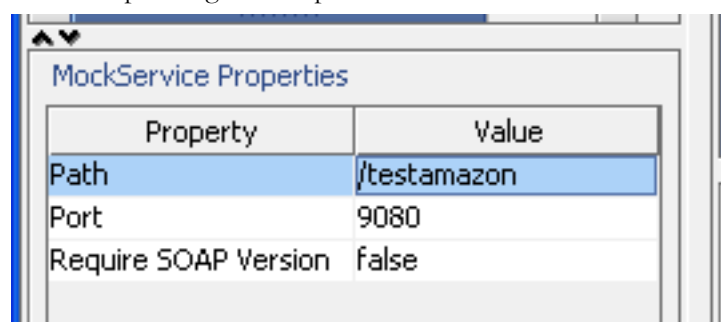 MockService Properties
Property Value
Path /testamazon
Port 9080
Require SOAP Version false